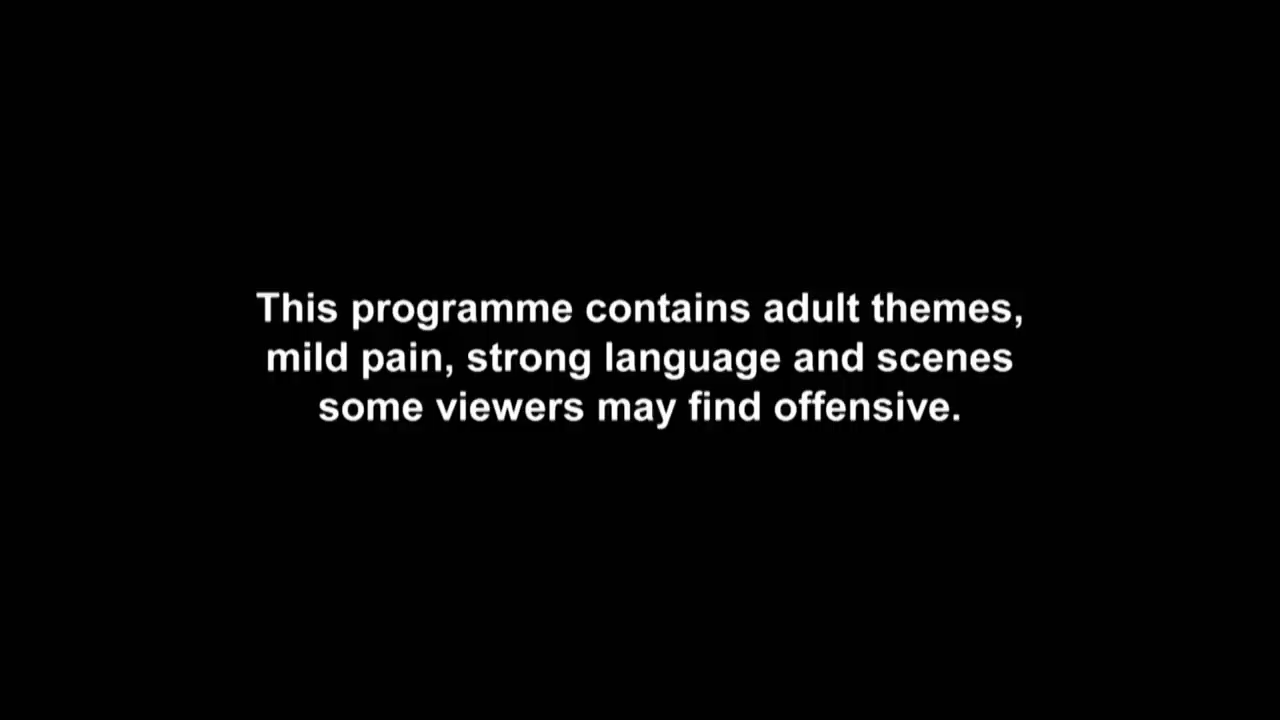 This programme contains adult themes,
mild pain, strong language and scenes
some viewers may find offensive.